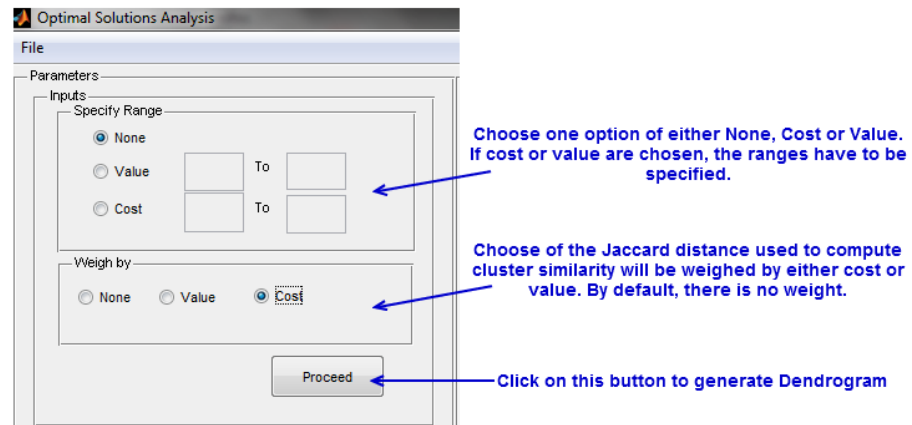 Optimal Solutions Analysis
File
Parameters
Inputs
Specify Range
None
Value To
Cost To
Choose one option of either None, Cost or Value.
If cost or value are chosen, the ranges have to be
specified.
Weigh by
None Value Cost
Choose of the Jaccard distance used to compute
cluster similarity will be weighed by either cost or
value. By default, there is no weight.
Proceed
Click on this button to generate Dendrogram